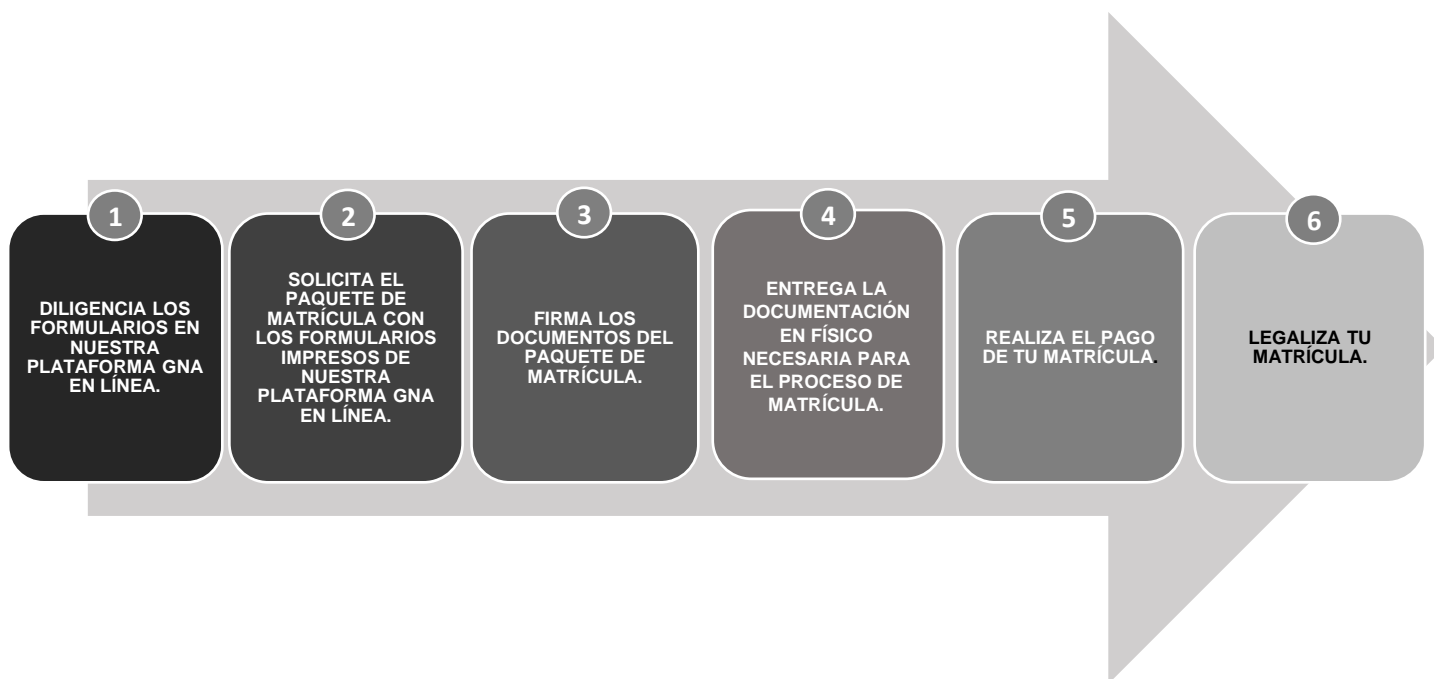 1
DILIGENCIA LOS
FORMULARIOS EN
NUESTRA
PLATAFORMA GNA
EN LÍNEA.
2
SOLICITA EL
PAQUETE DE
MATRÍCULA CON
LOS FORMULARIOS
IMPRESOS DE
NUESTRA
PLATAFORMA GNA
EN LÍNEA.
3
FIRMA LOS
DOCUMENTOS DEL
PAQUETE DE
MATRÍCULA.
4
ENTREGA LA
DOCUMENTACIÓN
EN FÍSICO
NECESARIA PARA
EL PROCESO DE
MATRÍCULA.
5
REALIZA EL PAGO
DE TU MATRÍCULA.
6
LEGALIZA TU
MATRÍCULA.